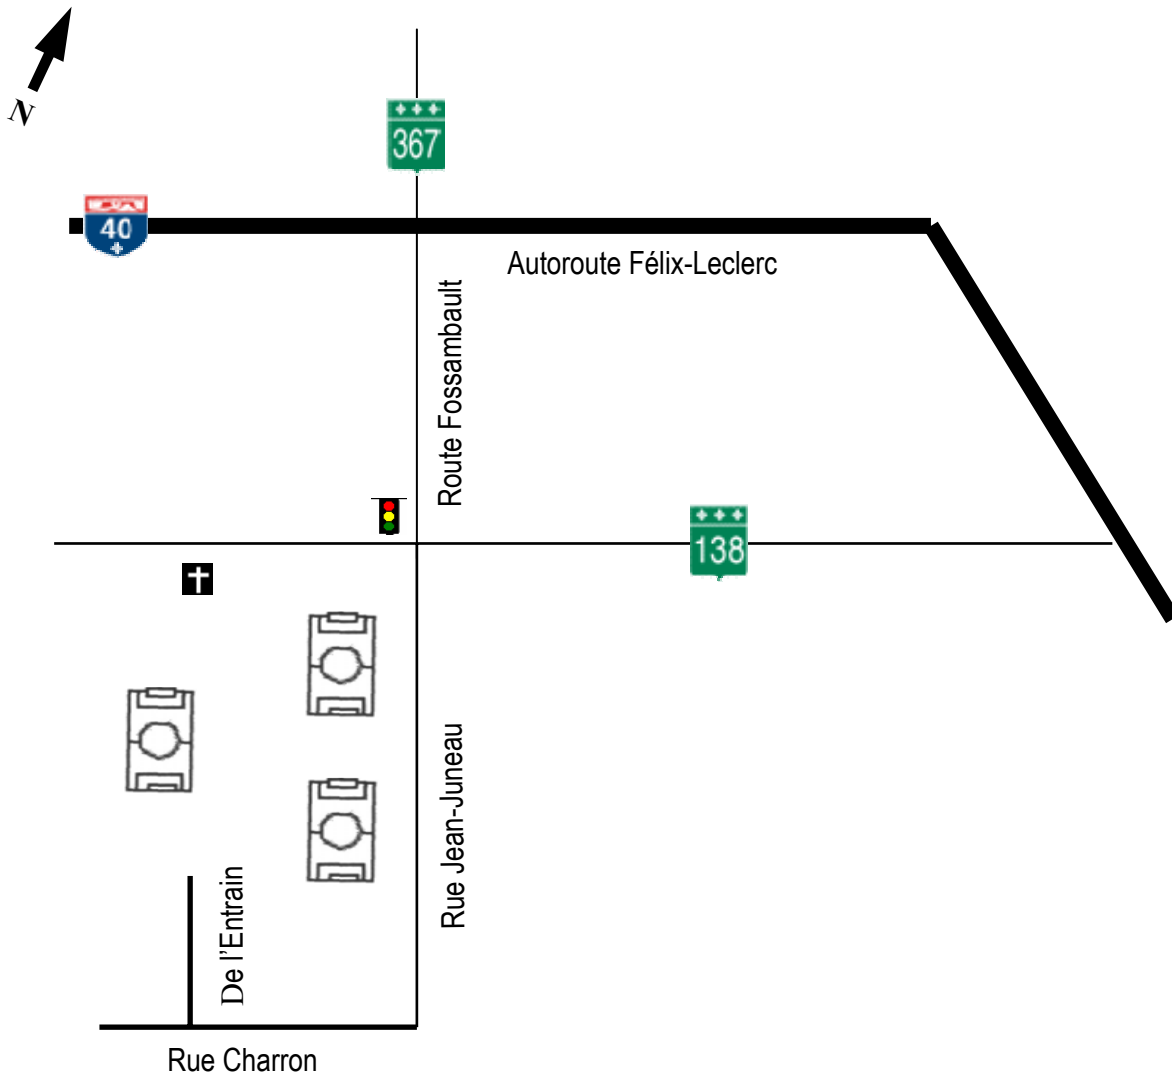 N
367
40
Autoroute Félix-Leclerc
Route Fossambault
138
Rue Jean-Juneau
De l'Entrain
Rue Charron